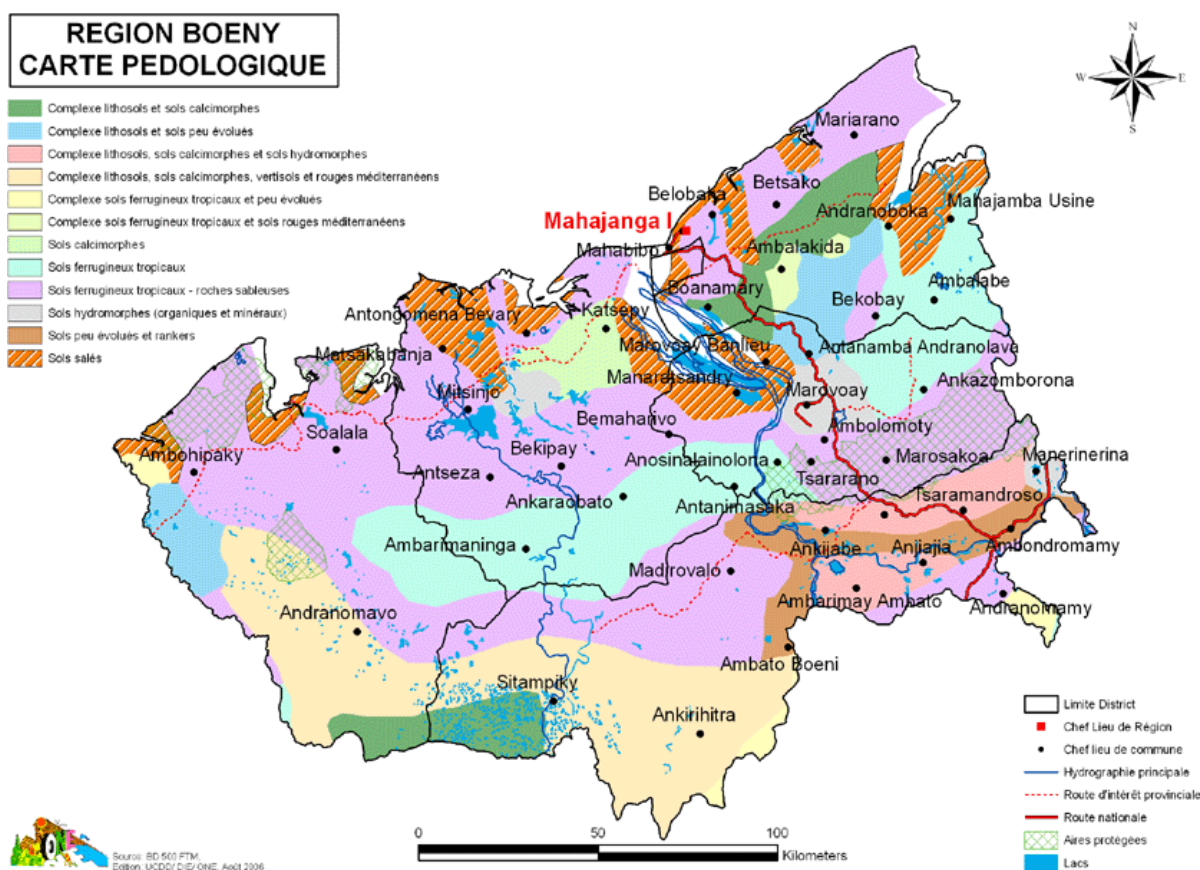 REGION BOENY
CARTE PEDOLOGIQUE
Complexe lithosols et sols calcimorphes
Complexe lithosols et sols peu évolués
Complexe lithosols, sols calcimorphes et sols hydromorphes
Complexe lithosols, sols calcimorphes, vertisols et rouges méditerranéens
Complexe sols ferrugineux tropicaux et peu évolués
Complexe sols ferrugineux tropicaux et sols rouges méditerranéens
Sols calcimorphes
Sols ferrugineux tropicaux
Sols ferrugineux tropicaux - roches sableuses
Sols hydromorphes (organiques et minéraux)
Sols peu évolués et rankers
Sols salés
N
W
E
S
Mariarano
Betsako
Belobaka
Andranoboka
Mahajamba Usine
Mahajanga I
Mahabibo
Ambalakida
Boanamary
Bekobay
Ambalabe
Antongomena Bevary
Katsepy
Matsakabanja
Marovoay Banlieu
Antanamba Andranolava
Manaratsandry
Marovoay
Ankazomborona
Mitsinjo
Bemaharivo
Ambolomoty
Soalala
Ambohipaky
Bekipay
Anosinalainolona
Marosakoa
Manerinerina
Antseza
Tsararano
Ankaraobato
Antanimasaka
Tsaramandroso
Ambarimaninga
Ankijabe
Anjiajia
Ambondromamy
Madirovalo
Ambarimay
Ambato
Andranomamy
Andranomavo
Ambato Boeni
Sitampiky
Ankirihitra
Limite District
Chef Lieu de Région
Chef lieu de commune
Hydrographie principale
Route d'intérêt provinciale
Route nationale
Aires protégées
Lacs
0
50
100
Kilometers
Source: BD 500 FTM,
Edition: UCDD/ DIE/ ONE, Août 2006